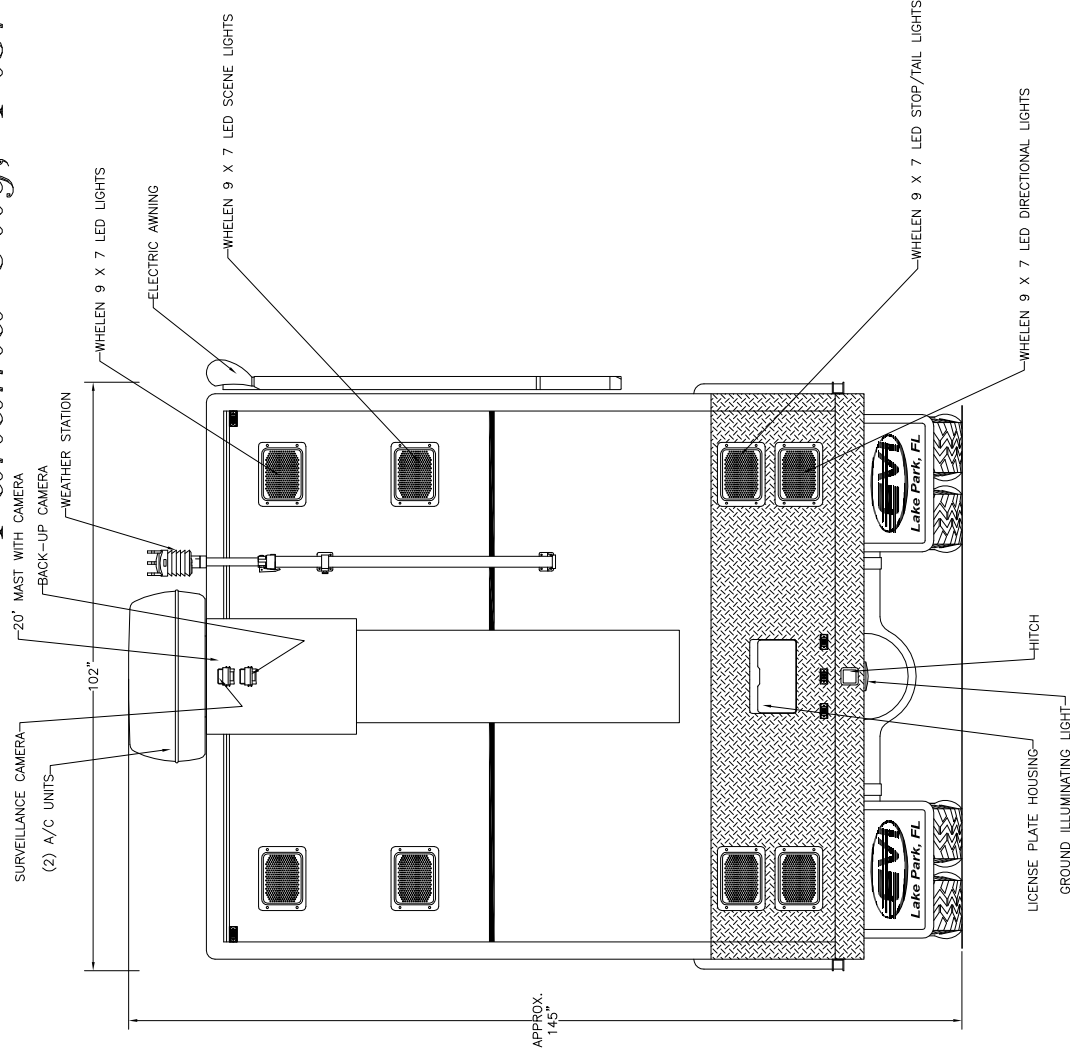 WHELEN 9 X 7 LED SCENE LIGHTS
WHELEN 9 X 7 LED STOP/TAIL LIGHTS
WHELEN 9 X 7 LED DIRECTIONAL LIGHTS
WHELEN 9 X 7 LED LIGHTS
ELECTRIC AWNING
WEATHER STATION
BACK-UP CAMERA
20' MAST WITH CAMERA
102"
SURVEILLANCE CAMERA
(2) A/C UNITS
EVI
Lake Park, FL
EVI
Lake Park, FL
HITCH
LICENSE PLATE HOUSING
GROUND ILLUMINATING LIGHT
APPROX.
145"